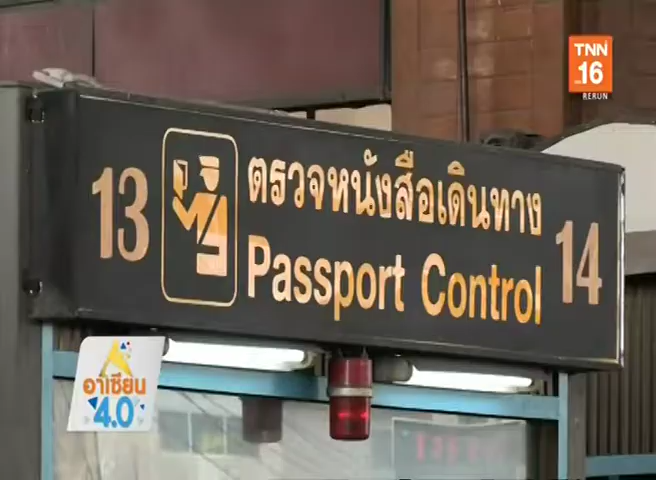 TNN
16
RERUN
13
ตรวจหนังสือเดินทาง
Passport Control
14
อาเซียน
4.0